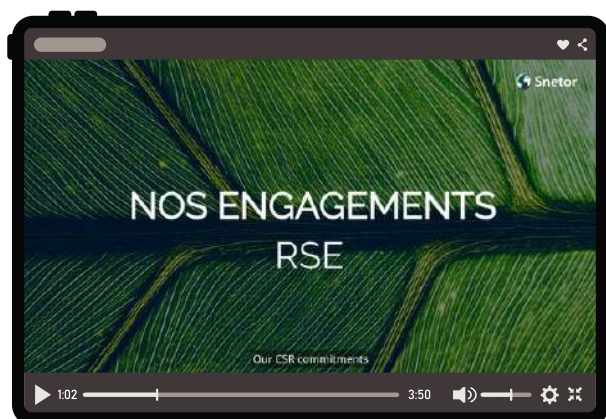 Snetor
NOS ENGAGEMENTS
RSE
Our CSR commitments
1:02
3:50